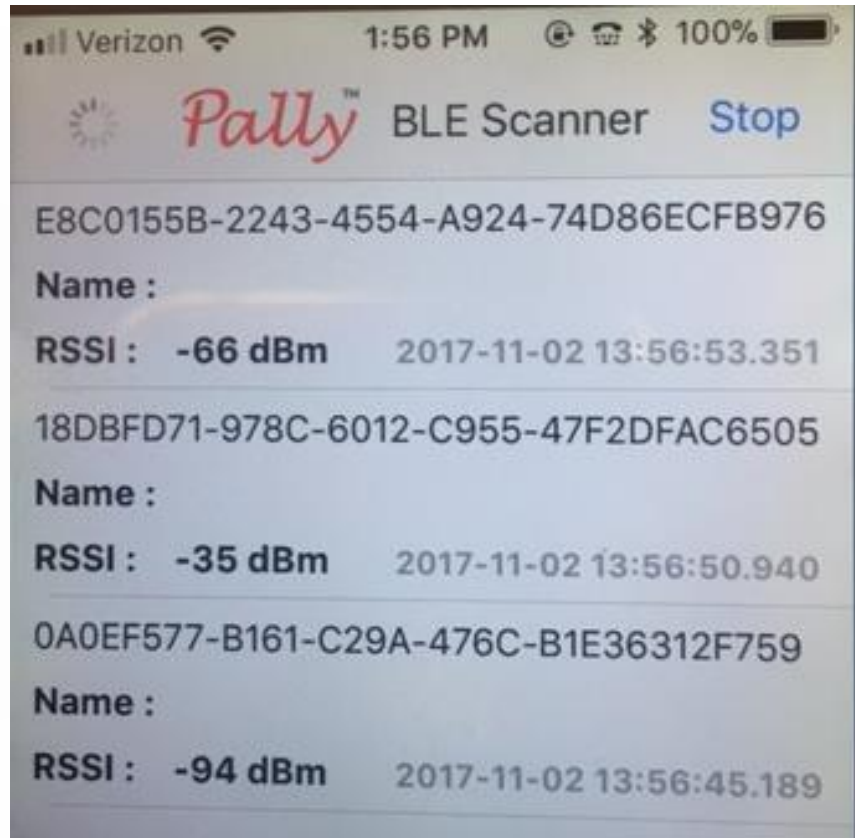 Verizon 1:56 PM 100%
Pally™ BLE Scanner Stop
E8C0155B-2243-4554-A924-74D86ECFB976
Name :
RSSI : -66 dBm 2017-11-02 13:56:53.351
18DBFD71-978C-6012-C955-47F2DFAC6505
Name :
RSSI : -35 dBm 2017-11-02 13:56:50.940
0A0EF577-B161-C29A-476C-B1E36312F759
Name :
RSSI : -94 dBm 2017-11-02 13:56:45.189